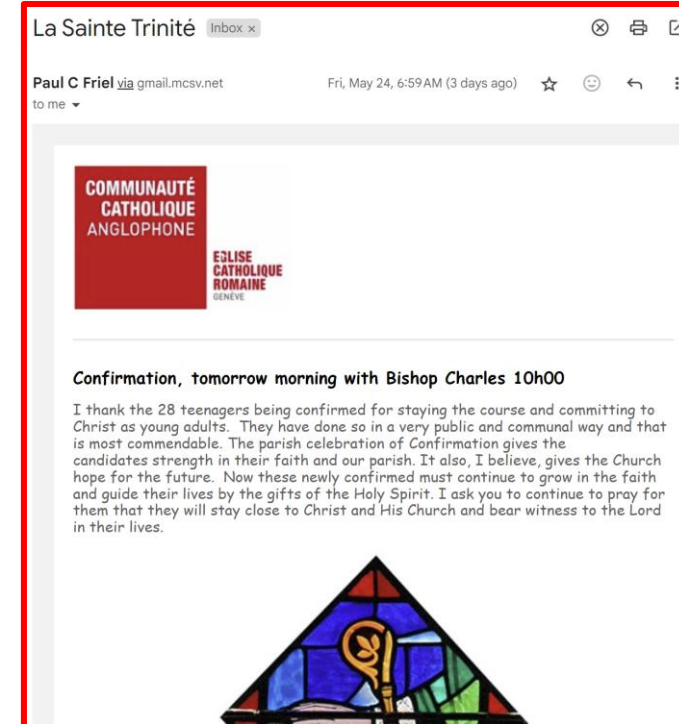 La Sainte Trinité Inbox x
Paul C Friel via gmail.mcsv.net Fri, May 24, 6:59 AM (3 days ago)
to me
COMMUNAUTÉ
CATHOLIQUE
ANGLOPHONE
EGLISE
CATHOLIQUE
ROMAINE
GENÈVE
Confirmation, tomorrow morning with Bishop Charles 10h00
I thank the 28 teenagers being confirmed for staying the course and committing to
Christ as young adults. They have done so in a very public and communal way and that
is most commendable. The parish celebration of Confirmation gives the
candidates strength in their faith and our parish. It also, I believe, gives the Church
hope for the future. Now these newly confirmed must continue to grow in the faith
and guide their lives by the gifts of the Holy Spirit. I ask you to continue to pray for
them that they will stay close to Christ and His Church and bear witness to the Lord
in their lives.